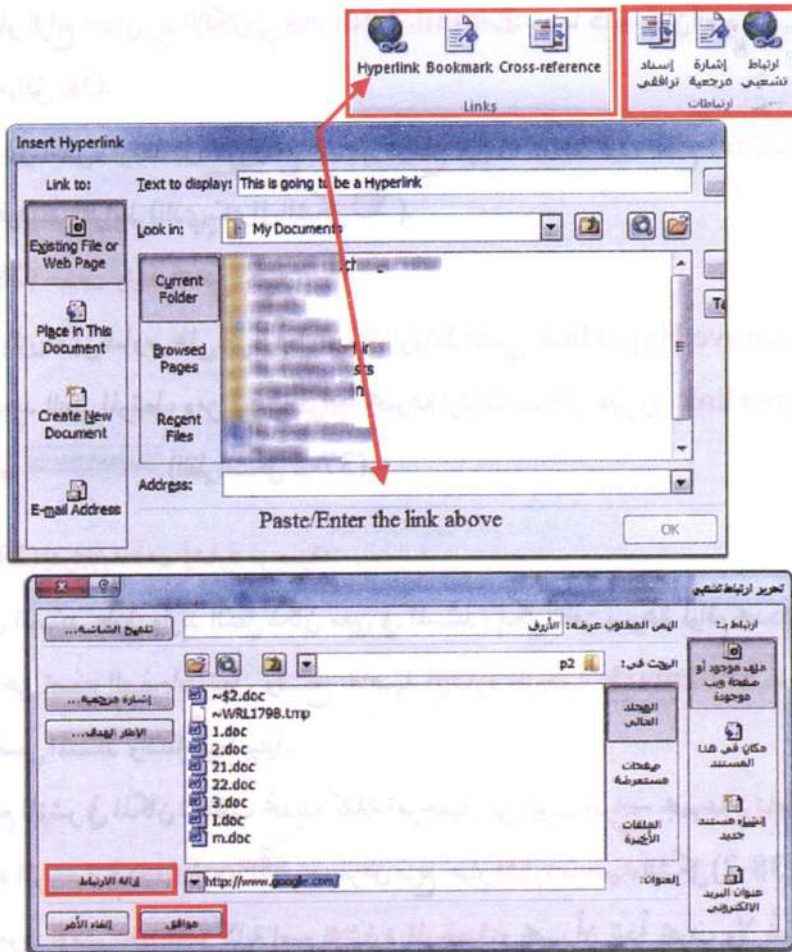 Hyperlink Bookmark Cross-reference
Links
ارتباط تشعبي إشارة مرجعية إسناد ترافقي
ارتباطات
Insert Hyperlink
Link to:
Text to display: This is going to be a Hyperlink
Existing File or Web Page
Look in: My Documents
Current Folder
Place in This Document
Browsed Pages
Create New Document
Recent Files
E-mail Address
Address:
Paste/Enter the link above
OK
تحرير ارتباط تشعبي
ارتباط بـ:
النص المطلوب عرضه: الأزرق
تلميح الشاشة...
ملف موجود أو صفحة ويب موجودة
البحث في: p2
المجلد الحالي
~$2.doc
إشارة مرجعية...
~WRL1798.tmp
الإطار الهدف...
1.doc
2.doc
مكان في هذا المستند
صفحات مستعرضة
21.doc
22.doc
3.doc
إنشاء مستند جديد
الملفات الأخيرة
I.doc
m.doc
عنوان البريد الالكتروني
العنوان: http://www.google.com/
إزالة الارتباط
موافق
إلغاء الأمر